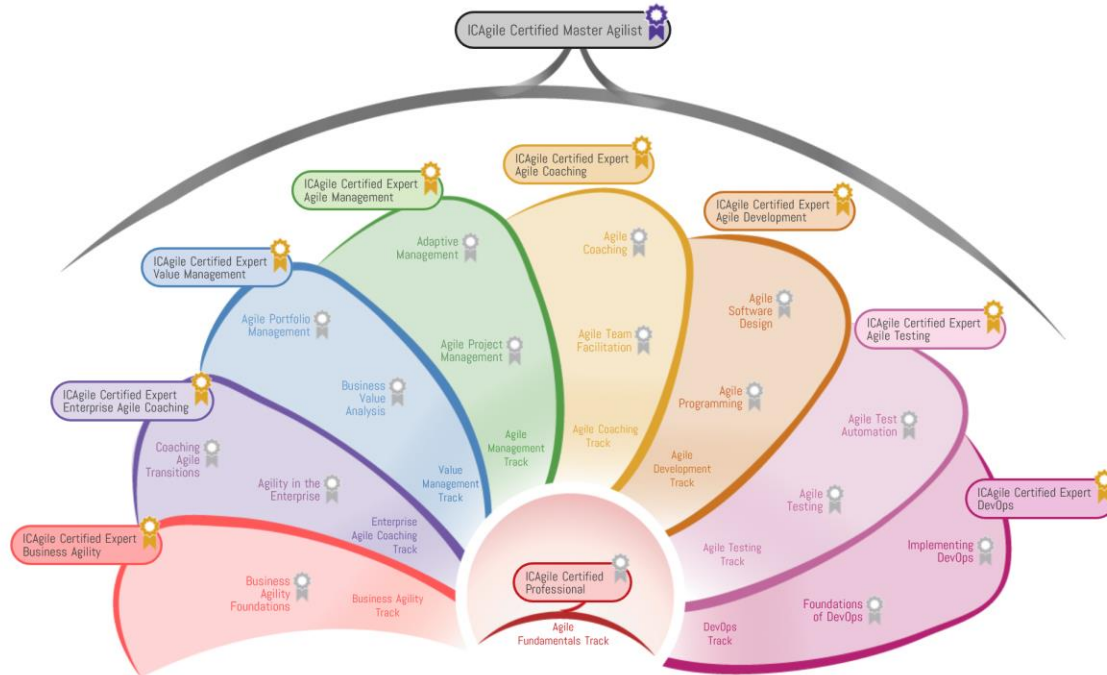 ICAgile Certified Master Agilist
ICAgile Certified Expert
Agile Coaching
ICAgile Certified Expert
Agile Management
ICAgile Certified Expert
Agile Development
Adaptive
Management
Agile
Coaching
ICAgile Certified Expert
Value Management
Agile
Software
Design
ICAgile Certified Expert
Agile Testing
Agile Portfolio
Management
Agile Project
Management
Agile Team
Facilitation
ICAgile Certified Expert
Enterprise Agile Coaching
Business
Value
Analysis
Agile
Programming
Agile Test
Automation
Coaching
Agile
Transitions
Agile
Management
Track
Agile Coaching
Track
Agility in the
Enterprise
Value
Management
Track
Agile
Development
Track
Agile
Testing
ICAgile Certified Expert
DevOps
ICAgile Certified Expert
Business Agility
Enterprise
Agile Coaching
Track
Agile Testing
Track
Implementing
DevOps
Business
Agility
Foundations
Business Agility
Track
ICAgile Certified
Professional
Agile
Fundamentals Track
DevOps
Track
Foundations
of DevOps